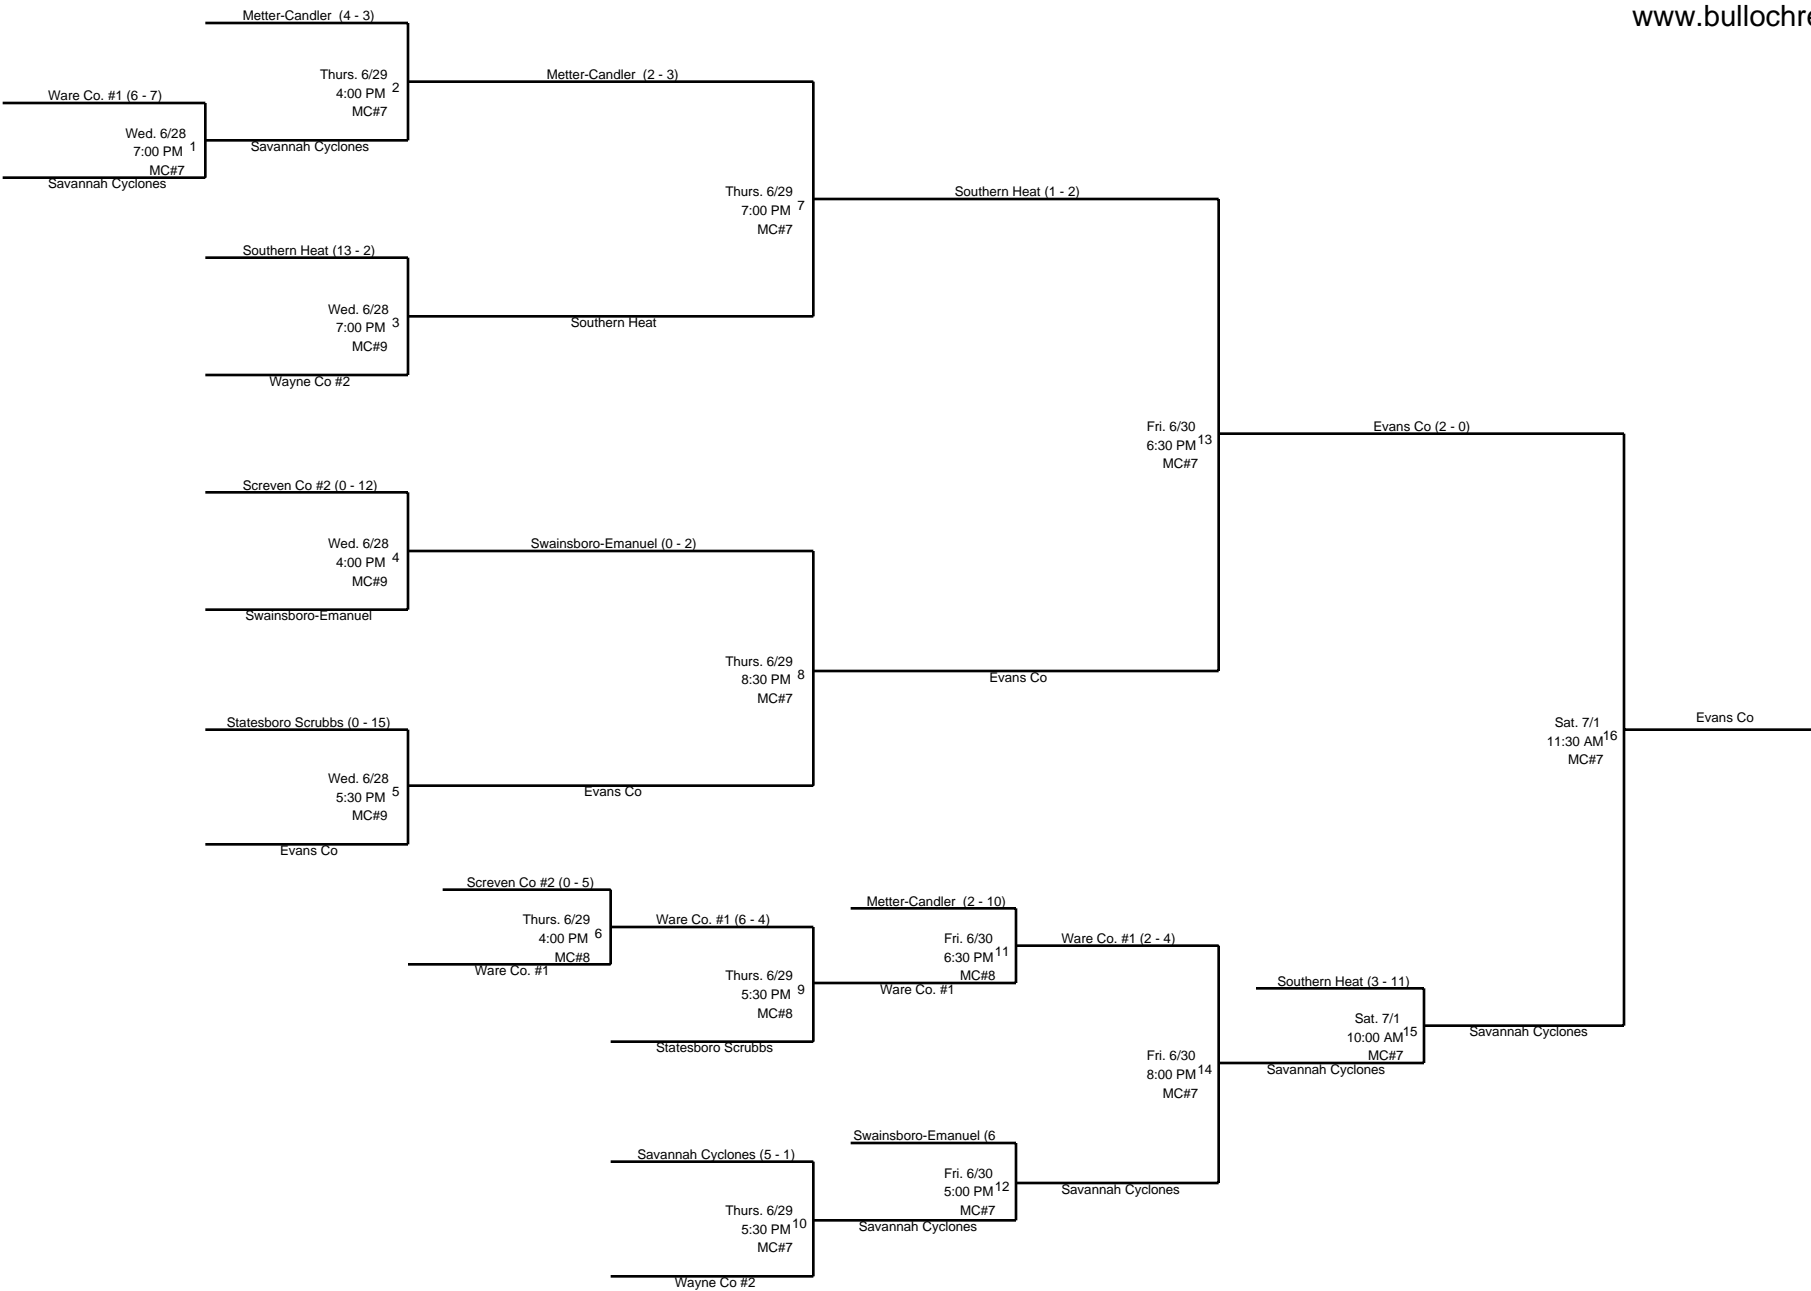 www.bullochre
Metter-Candler (4 - 3)
Thurs. 6/29
4:00 PM 2
MC#7
Metter-Candler (2 - 3)
Ware Co. #1 (6 - 7)
Wed. 6/28
7:00 PM 1
MC#7
Savannah Cyclones
Savannah Cyclones
Thurs. 6/29
7:00 PM 7
MC#7
Southern Heat (1 - 2)
Southern Heat (13 - 2)
Wed. 6/28
7:00 PM 3
MC#9
Southern Heat
Wayne Co #2
Fri. 6/30
6:30 PM 13
MC#7
Evans Co (2 - 0)
Screven Co #2 (0 - 12)
Wed. 6/28
4:00 PM 4
MC#9
Swainsboro-Emanuel (0 - 2)
Swainsboro-Emanuel
Thurs. 6/29
8:30 PM 8
MC#7
Evans Co
Statesboro Scrubbs (0 - 15)
Wed. 6/28
5:30 PM 5
MC#9
Evans Co
Evans Co
Sat. 7/1
11:30 AM 16
MC#7
Evans Co
Screven Co #2 (0 - 5)
Thurs. 6/29
4:00 PM 6
MC#8
Ware Co. #1
Ware Co. #1 (6 - 4)
Thurs. 6/29
5:30 PM 9
MC#8
Statesboro Scrubbs
Metter-Candler (2 - 10)
Fri. 6/30
6:30 PM 11
MC#8
Ware Co. #1
Ware Co. #1 (2 - 4)
Fri. 6/30
8:00 PM 14
MC#7
Southern Heat (3 - 11)
Sat. 7/1
10:00 AM 15
MC#7
Savannah Cyclones
Savannah Cyclones
Swainsboro-Emanuel (6
Fri. 6/30
5:00 PM 12
MC#7
Savannah Cyclones
Savannah Cyclones
Savannah Cyclones (5 - 1)
Thurs. 6/29
5:30 PM 10
MC#7
Wayne Co #2